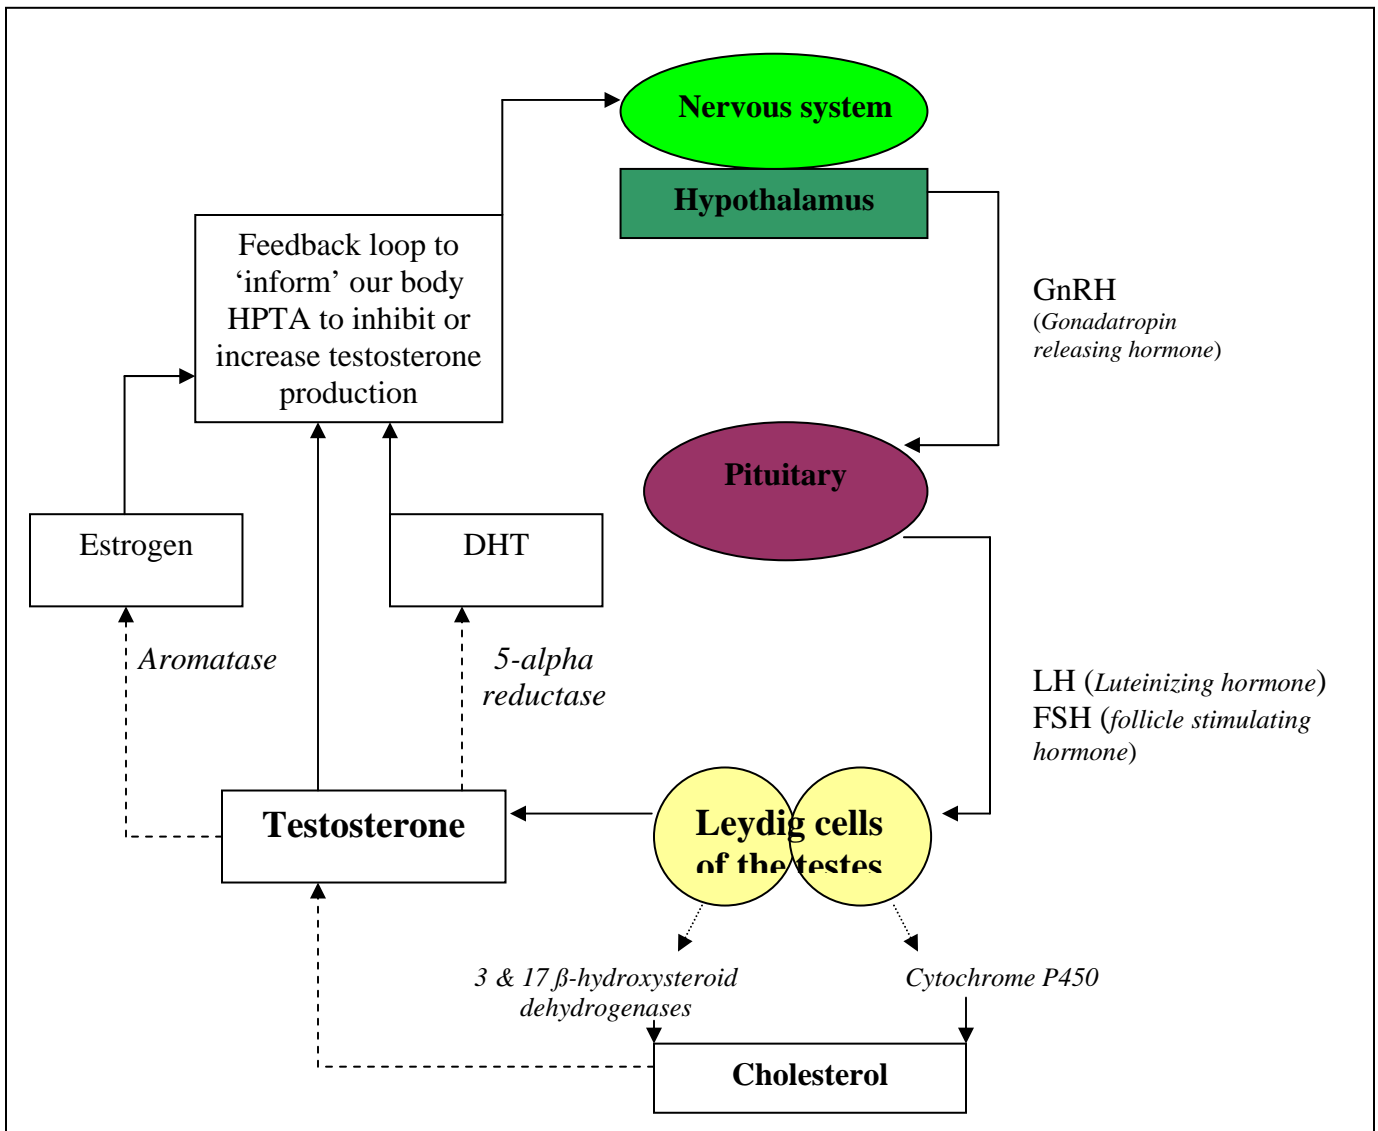 Nervous system
Hypothalamus
Feedback loop to
‘inform’ our body
HPTA to inhibit or
increase testosterone
production
GnRH
(Gonadatropin
releasing hormone)
Pituitary
Estrogen
DHT
Aromatase
5-alpha
reductase
LH (Luteinizing hormone)
FSH (follicle stimulating
hormone)
Testosterone
Leydig cells
of the testes
3 & 17 ß-hydroxysteroid
dehydrogenases
Cytochrome P450
Cholesterol